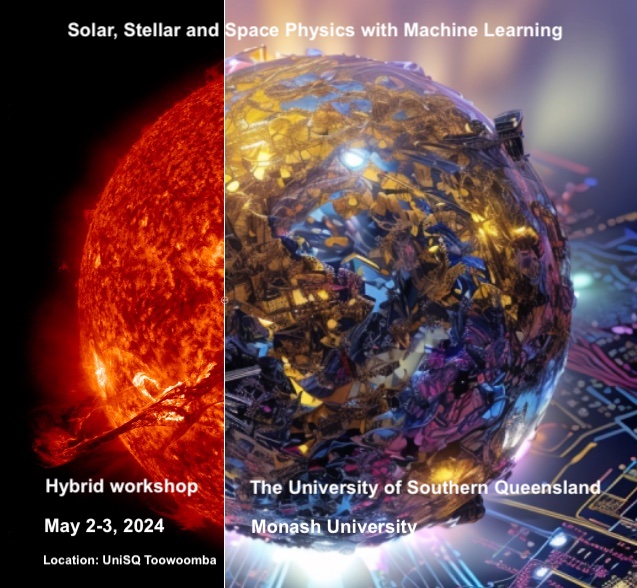 Solar, Stellar and Space Physics with Machine Learning
Hybrid workshop
The University of Southern Queensland
May 2-3, 2024
Monash University
Location: UniSQ Toowoomba